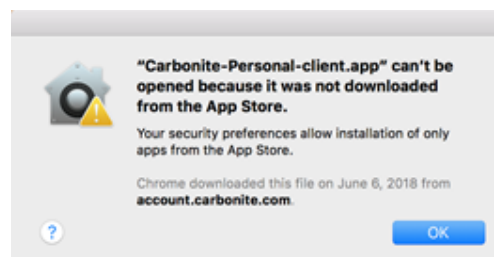 “Carbonite-Personal-client.app” can’t be
opened because it was not downloaded
from the App Store.
Your security preferences allow installation of only
apps from the App Store.
Chrome downloaded this file on June 6, 2018 from
account.carbonite.com.
?
OK